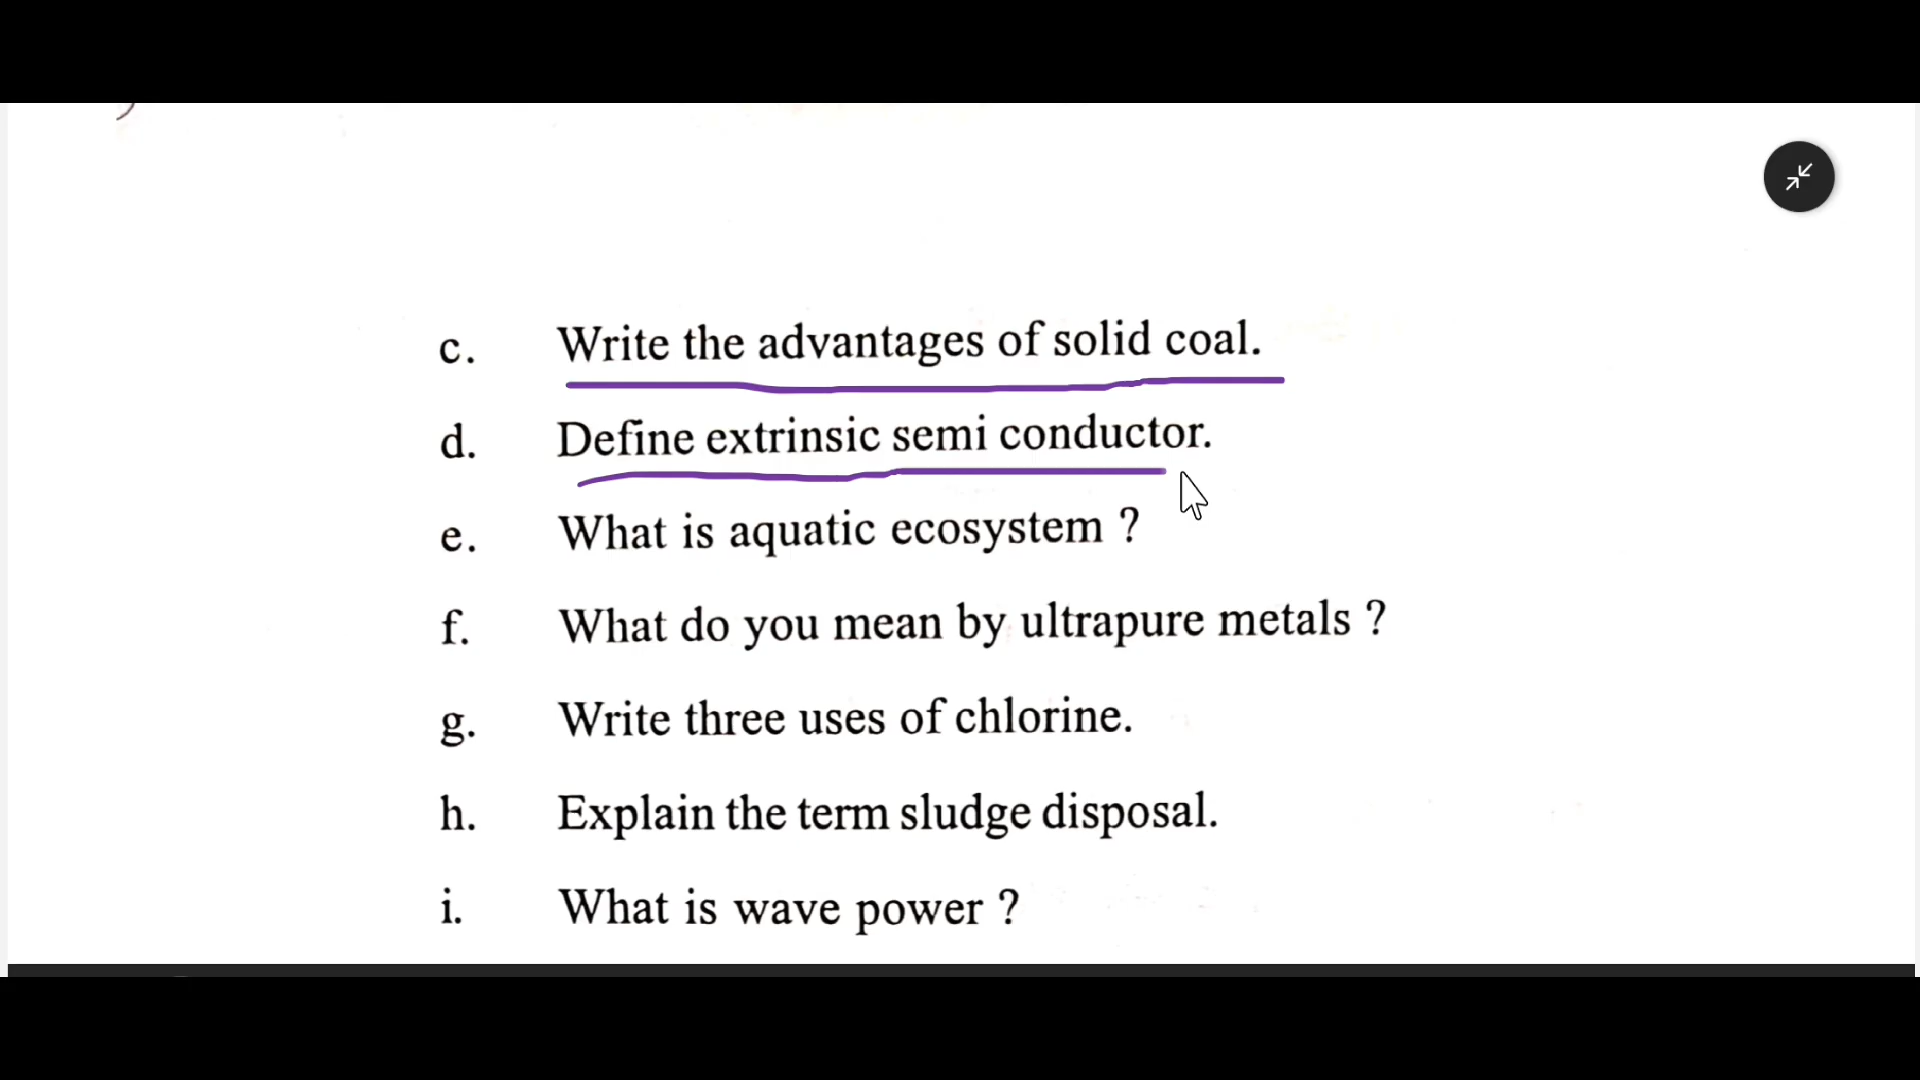 c. Write the advantages of solid coal.
d. Define extrinsic semi conductor.
e. What is aquatic ecosystem ?
f. What do you mean by ultrapure metals ?
g. Write three uses of chlorine.
h. Explain the term sludge disposal.
i. What is wave power ?